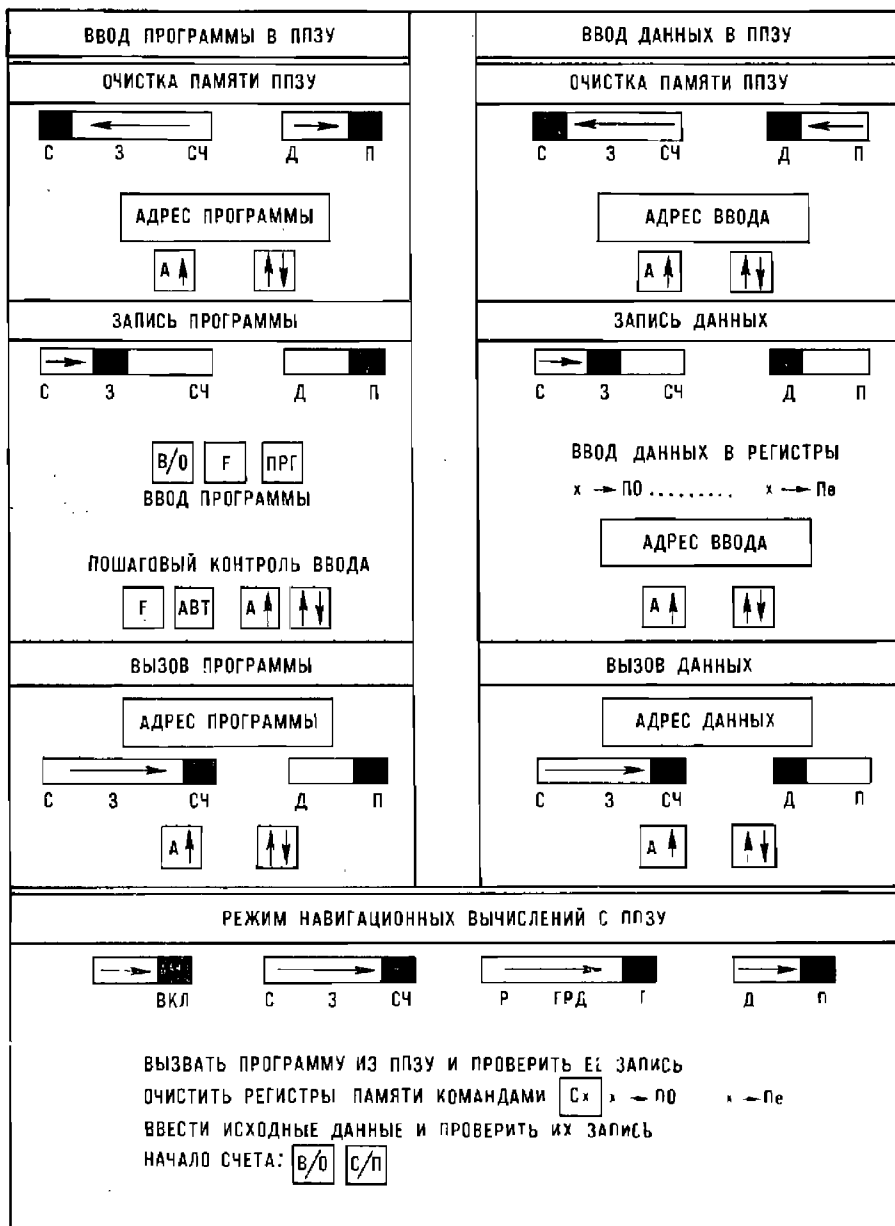 ВВОД ПРОГРАММЫ В ППЗУ
ОЧИСТКА ПАМЯТИ ППЗУ
С З СЧ Д П
АДРЕС ПРОГРАММЫ
А↑ ↑↓
ЗАПИСЬ ПРОГРАММЫ
С З СЧ Д П
В/О F ПРГ
ВВОД ПРОГРАММЫ
ПОШАГОВЫЙ КОНТРОЛЬ ВВОДА
F АВТ А↑ ↑↓
ВЫЗОВ ПРОГРАММЫ
АДРЕС ПРОГРАММЫ
С З СЧ Д П
А↑ ↑↓
ВВОД ДАННЫХ В ППЗУ
ОЧИСТКА ПАМЯТИ ППЗУ
С З СЧ Д П
АДРЕС ВВОДА
А↑ ↑↓
ЗАПИСЬ ДАННЫХ
С З СЧ Д П
ВВОД ДАННЫХ В РЕГИСТРЫ
х → П0 ......... х → Пе
АДРЕС ВВОДА
А↑ ↑↓
ВЫЗОВ ДАННЫХ
АДРЕС ДАННЫХ
С З СЧ Д П
А↑ ↑↓
РЕЖИМ НАВИГАЦИОННЫХ ВЫЧИСЛЕНИЙ С ППЗУ
ВКЛ С З СЧ Р ГРД Г Д П
ВЫЗВАТЬ ПРОГРАММУ ИЗ ППЗУ И ПРОВЕРИТЬ ЕЕ ЗАПИСЬ
ОЧИСТИТЬ РЕГИСТРЫ ПАМЯТИ КОМАНДАМИ Сх х → П0 х → Пе
ВВЕСТИ ИСХОДНЫЕ ДАННЫЕ И ПРОВЕРИТЬ ИХ ЗАПИСЬ
НАЧАЛО СЧЕТА: В/О С/П